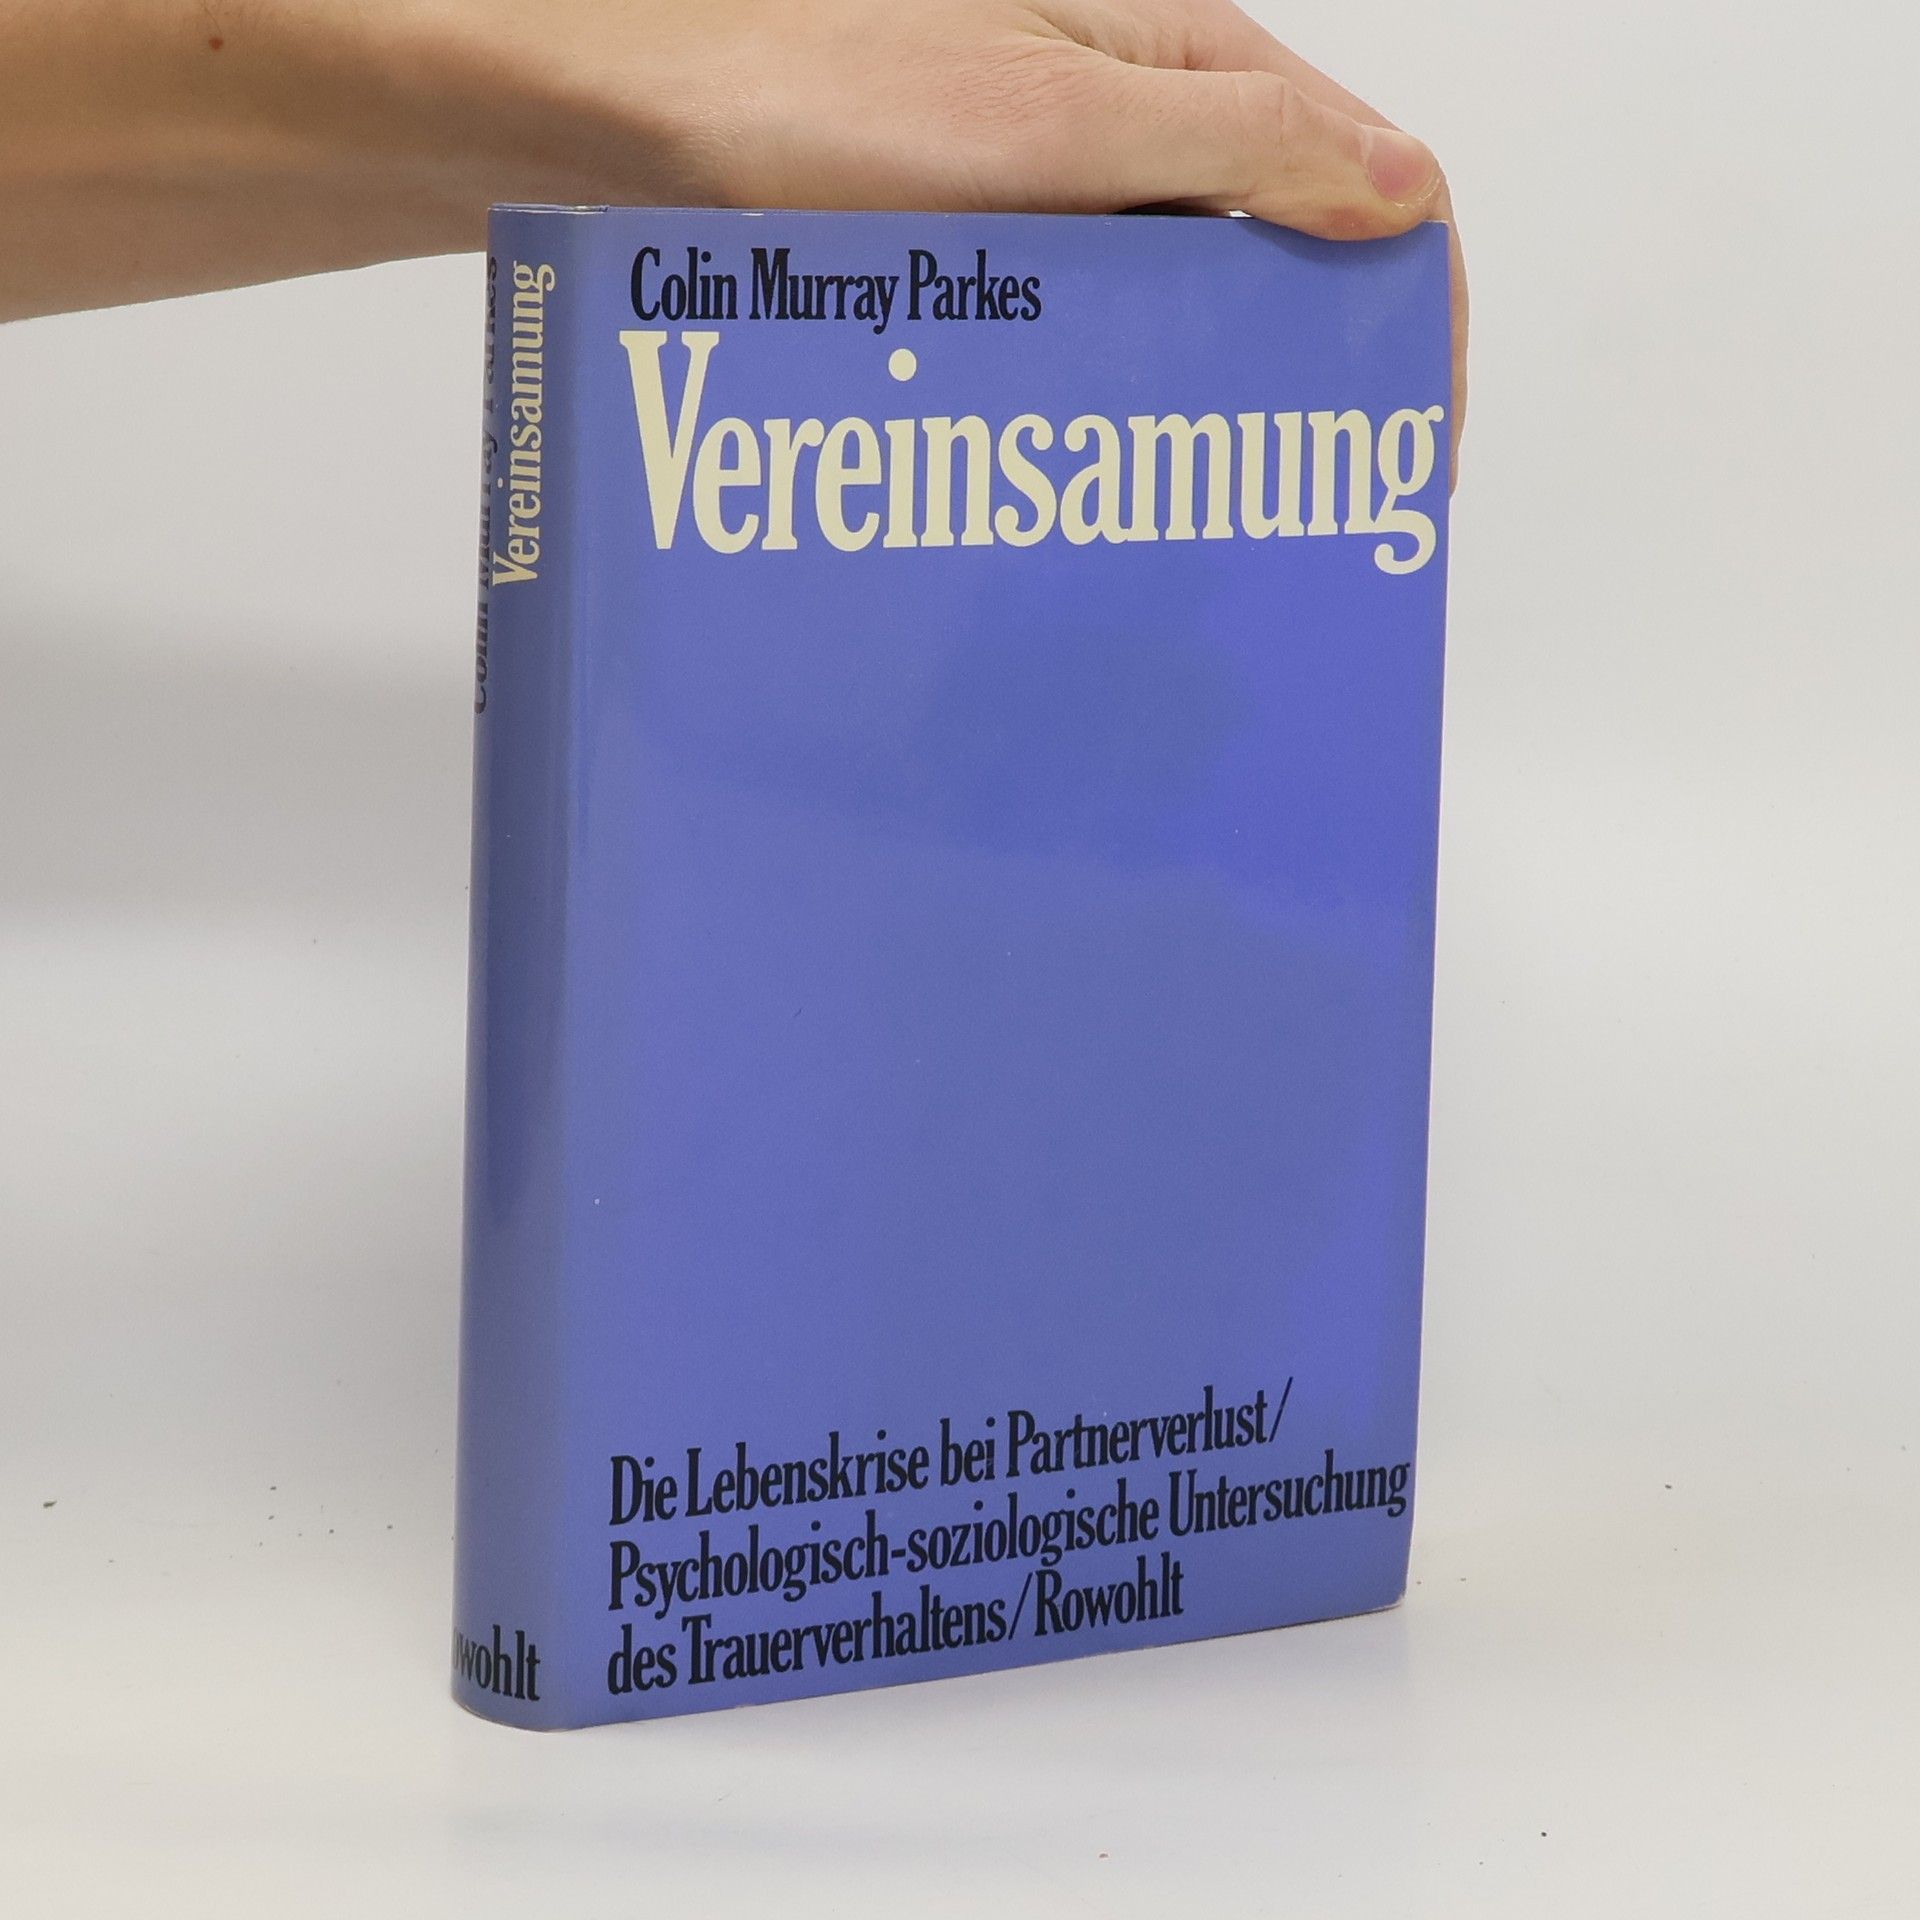 Colin Murray Parkes
Vereinsamung
Colin Murray Parkes
Vereinsamung
Die Lebenskrise bei Partnerverlust/
Psychologisch-soziologische Untersuchung
des Trauerverhaltens/Rowohlt
owohlt